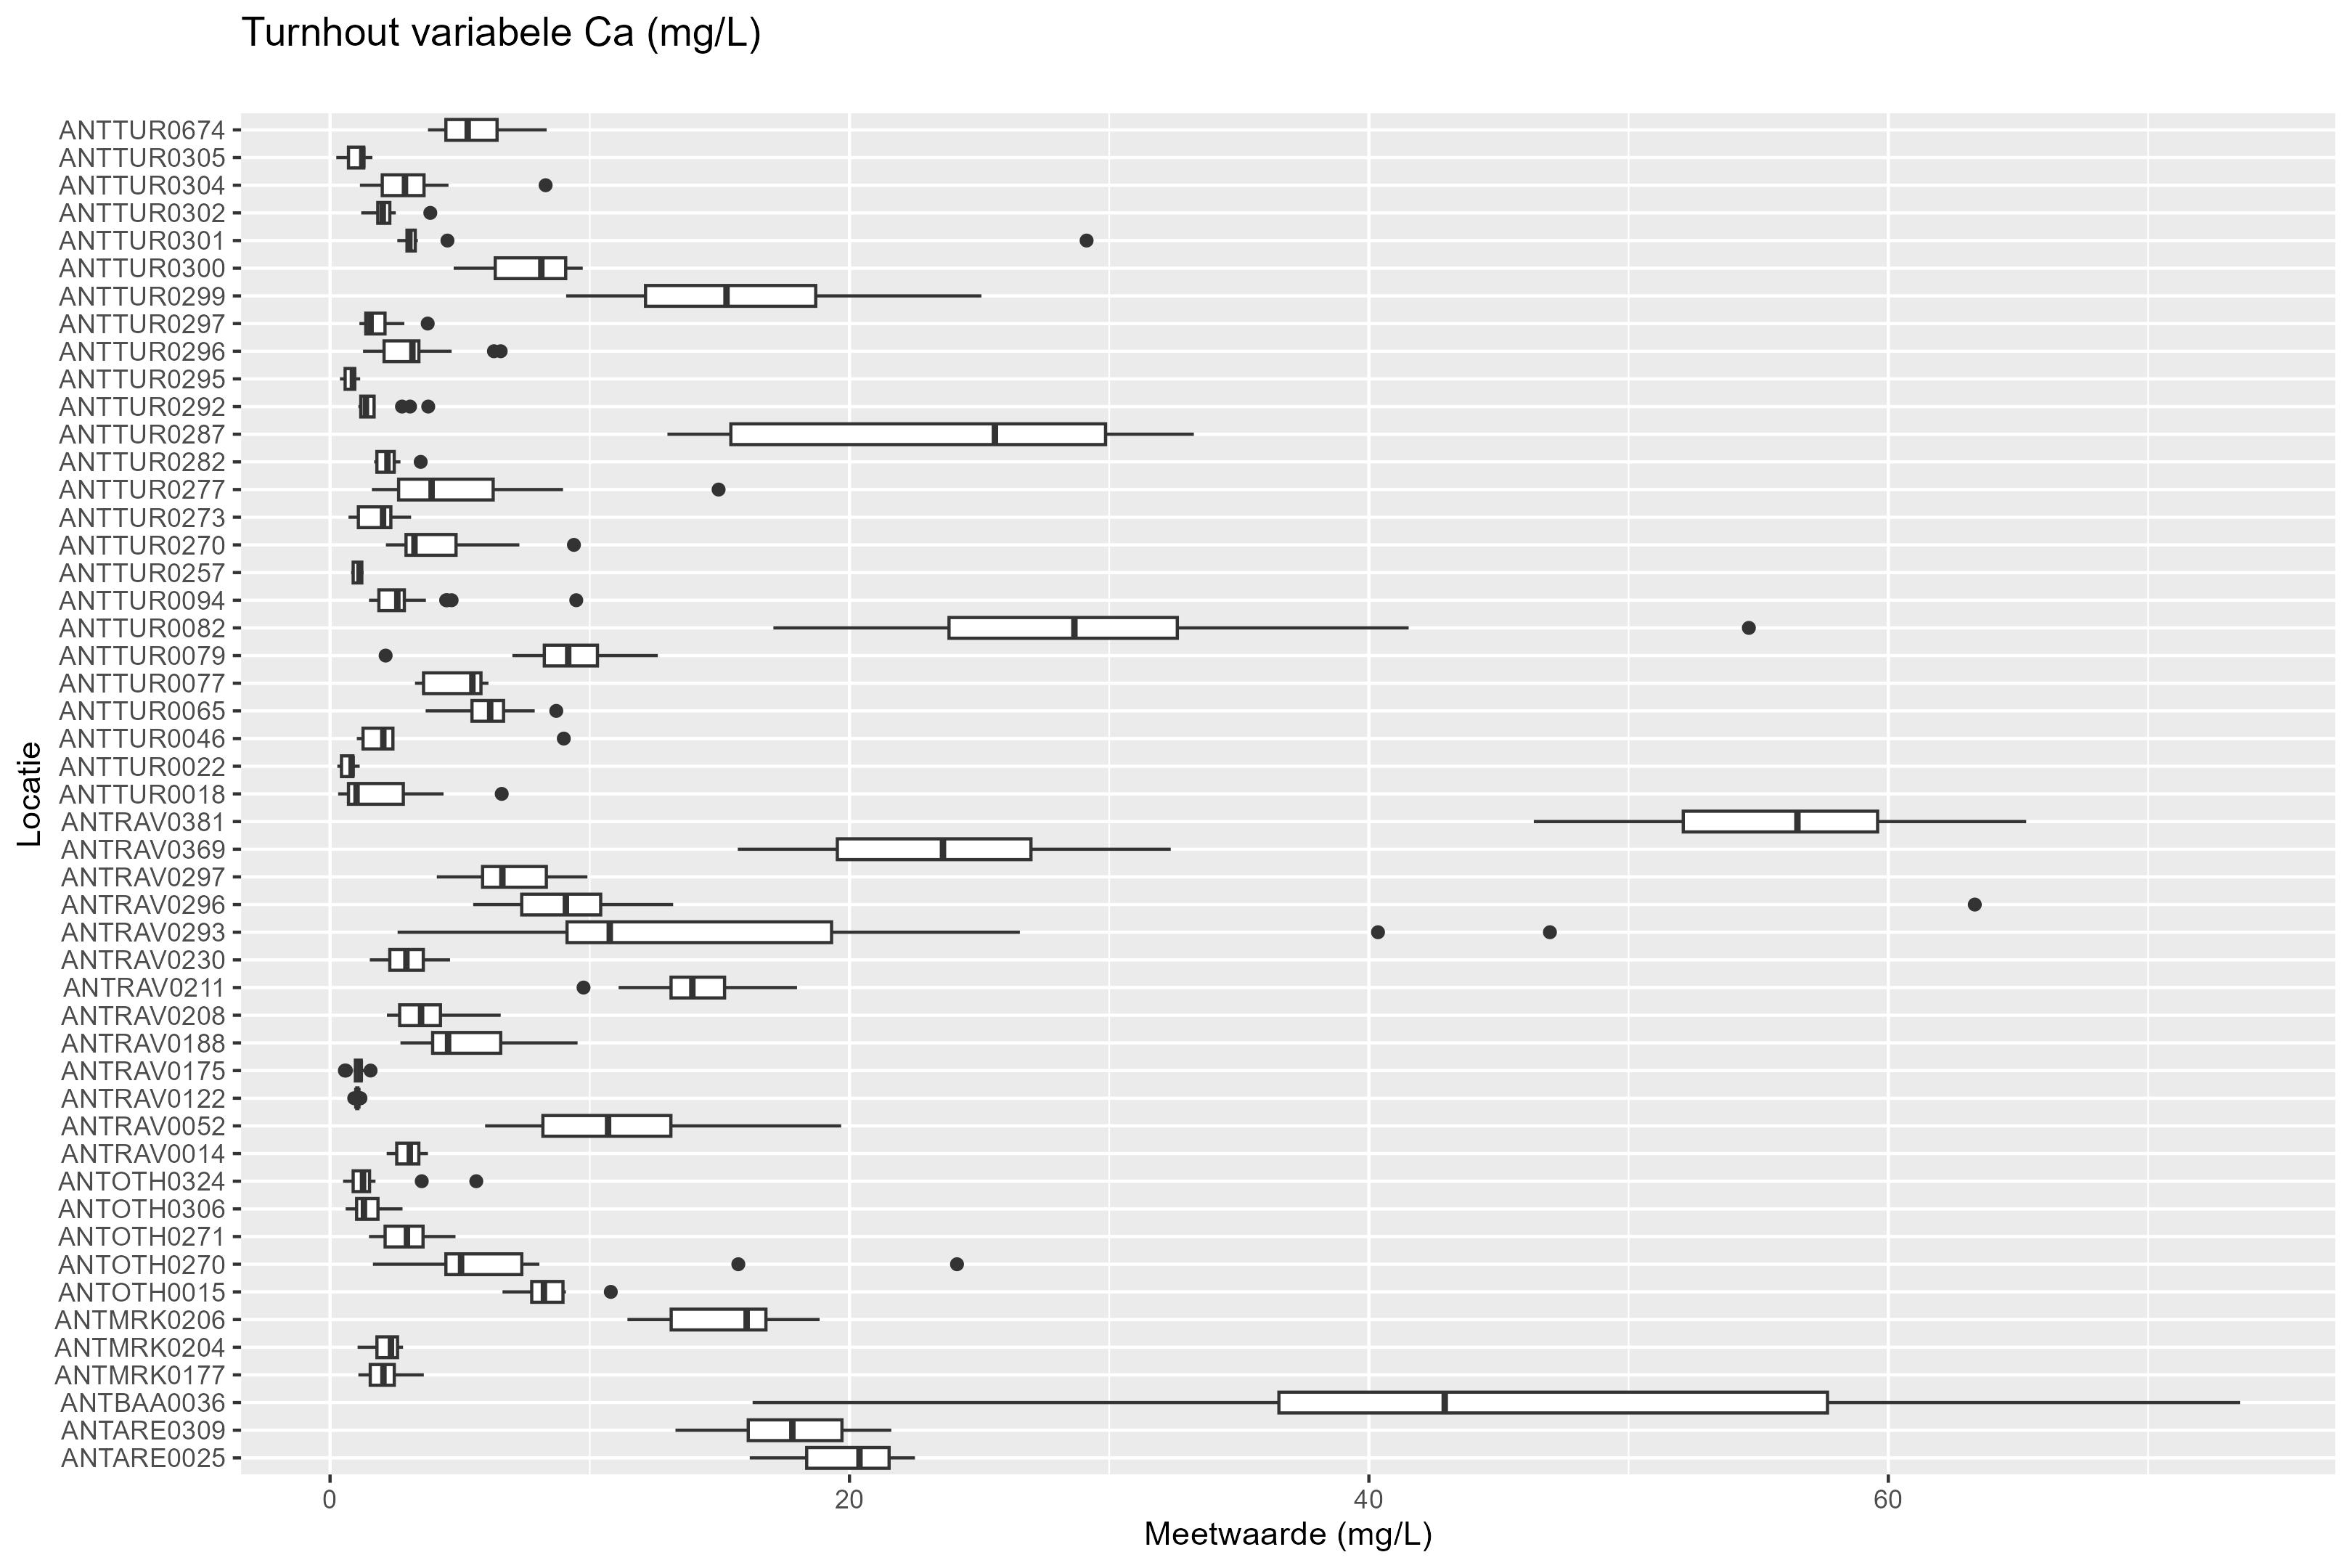 Turnhout variabele Ca (mg/L)
Locatie
ANTTUR0674
ANTTUR0305
ANTTUR0304
ANTTUR0302
ANTTUR0301
ANTTUR0300
ANTTUR0299
ANTTUR0297
ANTTUR0296
ANTTUR0295
ANTTUR0292
ANTTUR0287
ANTTUR0282
ANTTUR0277
ANTTUR0273
ANTTUR0270
ANTTUR0257
ANTTUR0094
ANTTUR0082
ANTTUR0079
ANTTUR0077
ANTTUR0065
ANTTUR0046
ANTTUR0022
ANTTUR0018
ANTRAV0381
ANTRAV0369
ANTRAV0297
ANTRAV0296
ANTRAV0293
ANTRAV0230
ANTRAV0211
ANTRAV0208
ANTRAV0188
ANTRAV0175
ANTRAV0122
ANTRAV0052
ANTRAV0014
ANTOTH0324
ANTOTH0306
ANTOTH0271
ANTOTH0270
ANTOTH0015
ANTMRK0206
ANTMRK0204
ANTMRK0177
ANTBAA0036
ANTARE0309
ANTARE0025
0 20 40 60
Meetwaarde (mg/L)